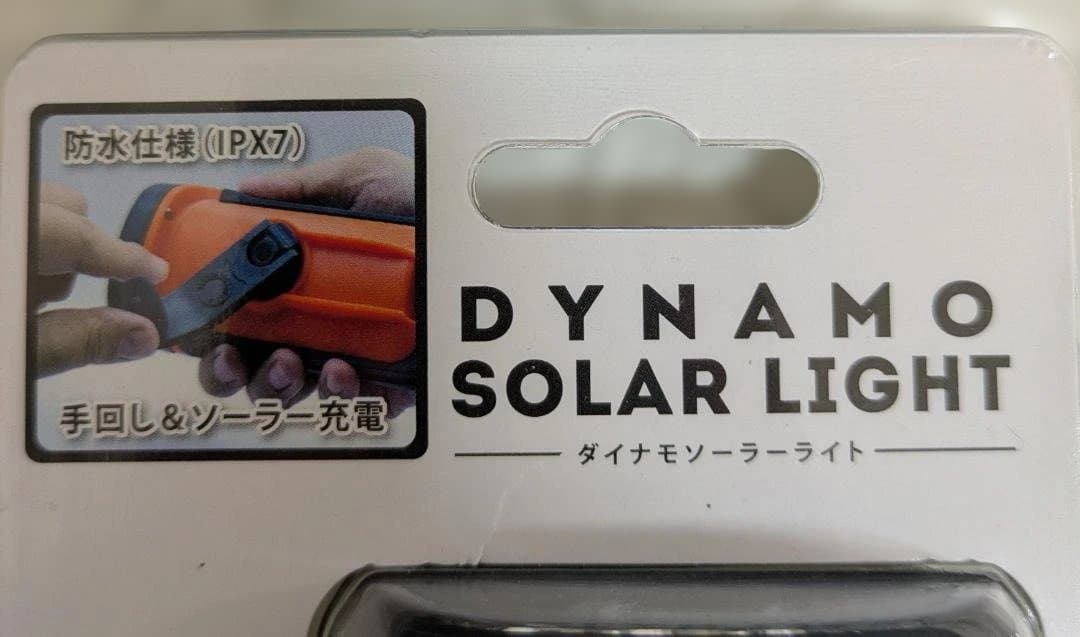 防水仕様(IPX7)
手回し&ソーラー充電
DYNAMO
SOLAR LIGHT
ダイナモソーラーライト